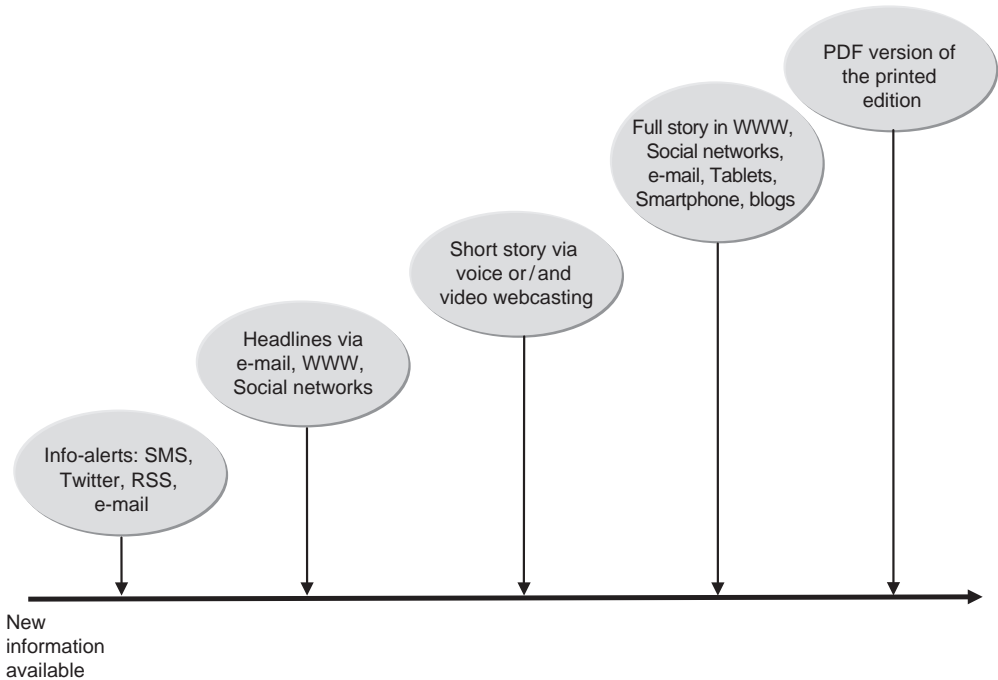 Info-alerts: SMS,
Twitter, RSS,
e-mail
Headlines via
e-mail, WWW,
Social networks
Short story via
voice or/and
video webcasting
Full story in WWW,
Social networks,
e-mail, Tablets,
Smartphone, blogs
PDF version of
the printed
edition
New
information
available